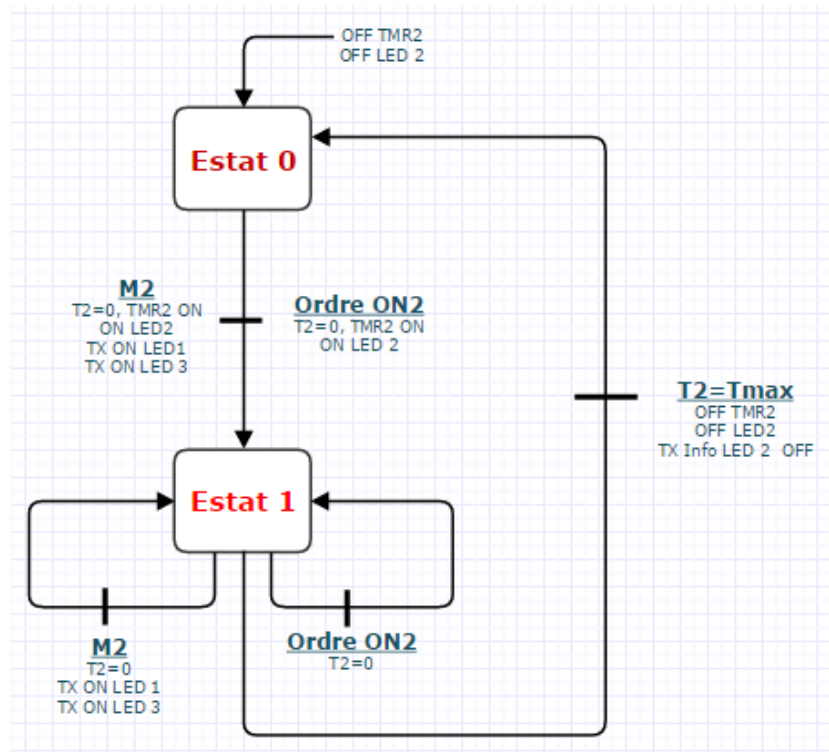 OFF TMR2
OFF LED 2
Estat 0
M2
T2=0, TMR2 ON
ON LED2
TX ON LED1
TX ON LED 3
Ordre ON2
T2=0, TMR2 ON
ON LED 2
T2=Tmax
OFF TMR2
OFF LED2
TX Info LED 2 OFF
Estat 1
M2
T2=0
TX ON LED 1
TX ON LED 3
Ordre ON2
T2=0